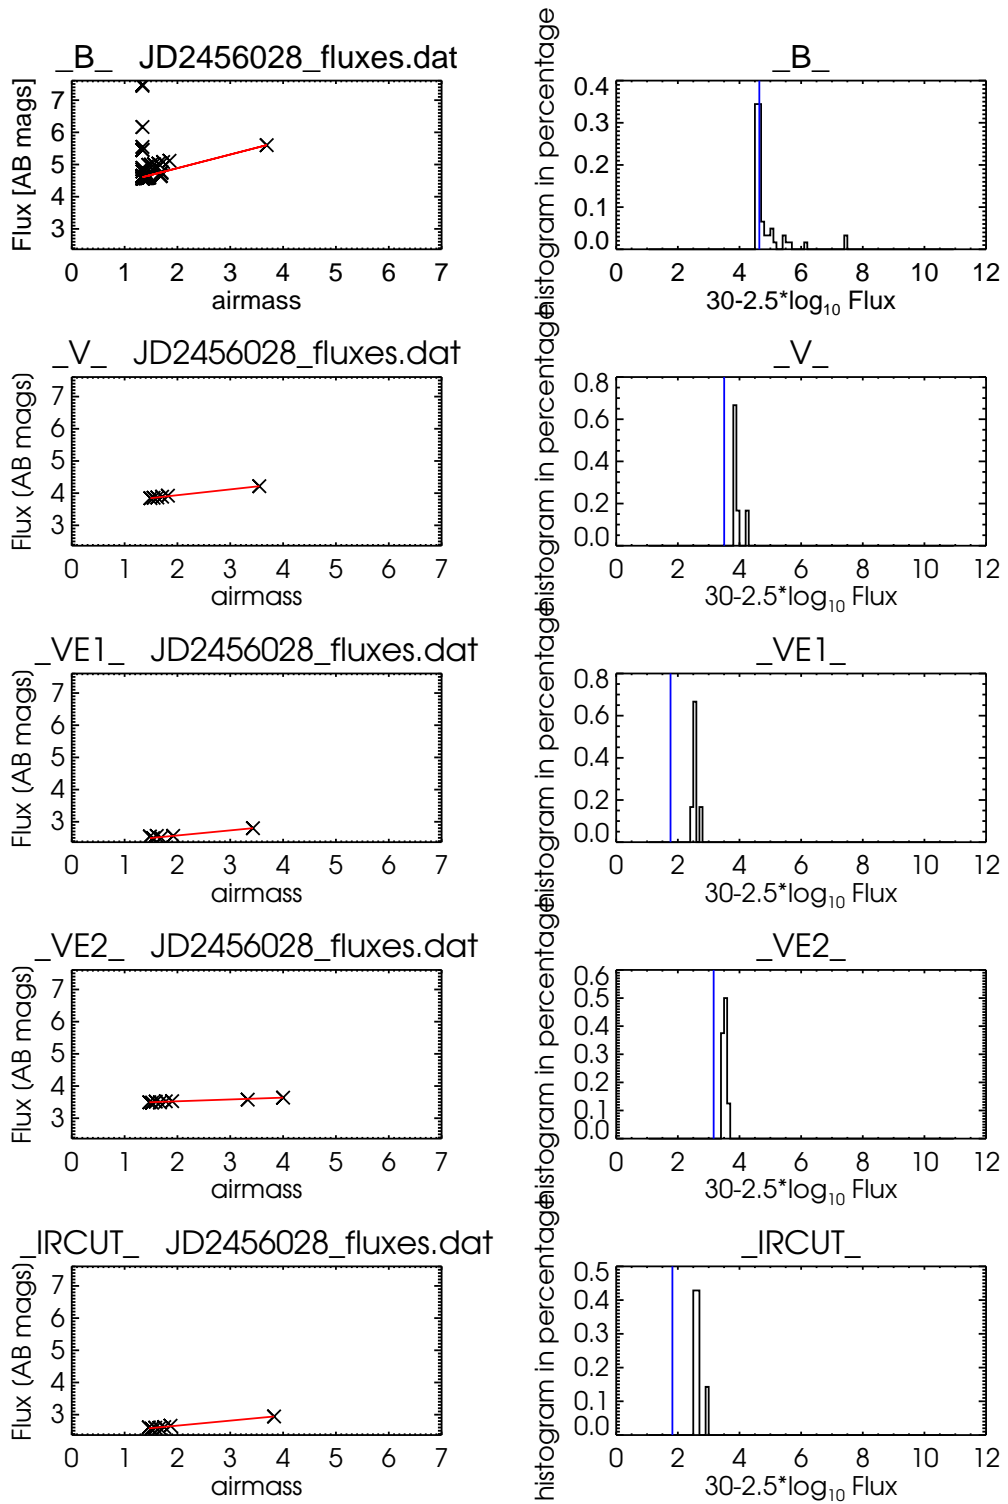 _B_ JD2456028_fluxes.dat
Flux [AB mags]
7
6
5
4
3
0 1 2 3 4 5 6 7
airmass
_B_
histogram in percentage
0.4
0.3
0.2
0.1
0.0
0 2 4 6 8 10 12
30-2.5*log10 Flux
_V_ JD2456028_fluxes.dat
Flux (AB mags)
7
6
5
4
3
0 1 2 3 4 5 6 7
airmass
_V_
histogram in percentage
0.8
0.6
0.4
0.2
0.0
0 2 4 6 8 10 12
30-2.5*log10 Flux
_VE1_ JD2456028_fluxes.dat
Flux (AB mags)
7
6
5
4
3
0 1 2 3 4 5 6 7
airmass
_VE1_
histogram in percentage
0.8
0.6
0.4
0.2
0.0
0 2 4 6 8 10 12
30-2.5*log10 Flux
_VE2_ JD2456028_fluxes.dat
Flux (AB mags)
7
6
5
4
3
0 1 2 3 4 5 6 7
airmass
_VE2_
histogram in percentage
0.6
0.5
0.4
0.3
0.2
0.1
0.0
0 2 4 6 8 10 12
30-2.5*log10 Flux
_IRCUT_ JD2456028_fluxes.dat
Flux (AB mags)
7
6
5
4
3
0 1 2 3 4 5 6 7
airmass
_IRCUT_
histogram in percentage
0.5
0.4
0.3
0.2
0.1
0.0
0 2 4 6 8 10 12
30-2.5*log10 Flux